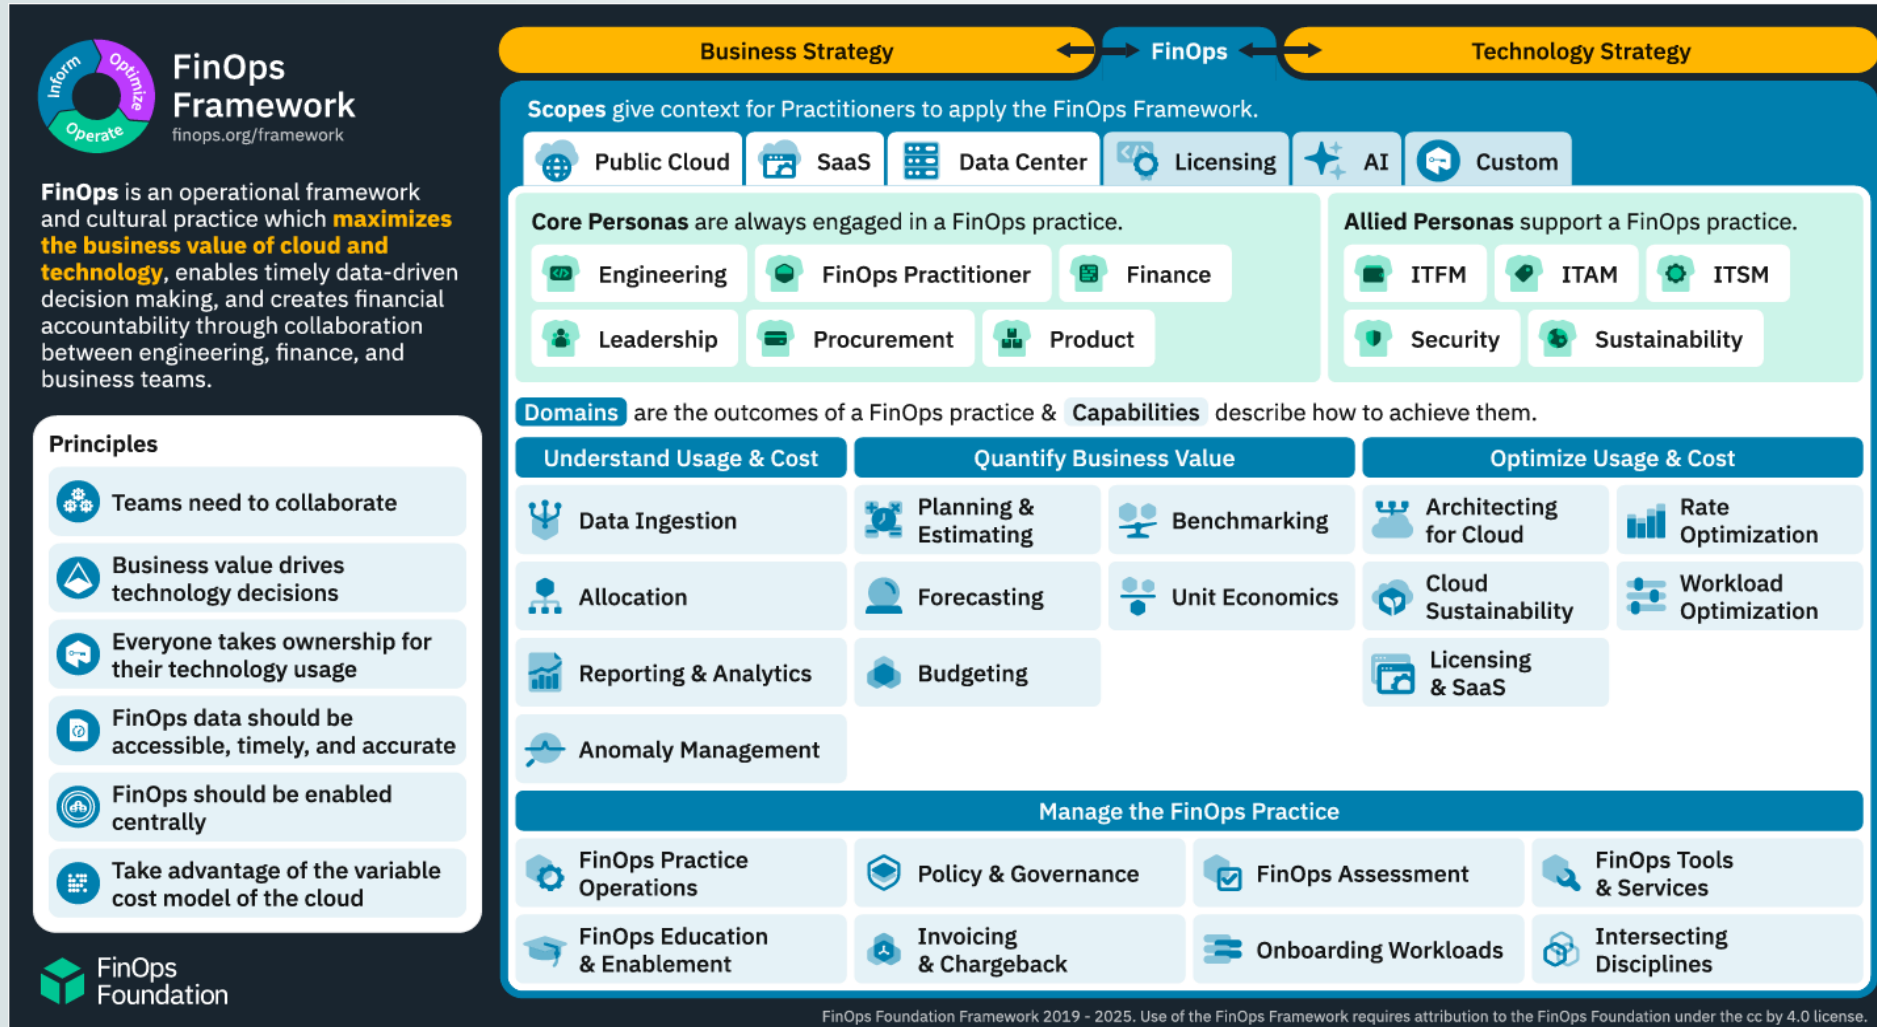 Inform
Optimize
Operate
FinOps
Framework
finops.org/framework
FinOps is an operational framework
and cultural practice which maximizes
the business value of cloud and
technology, enables timely data-driven
decision making, and creates financial
accountability through collaboration
between engineering, finance, and
business teams.
Principles
Teams need to collaborate
Business value drives
technology decisions
Everyone takes ownership for
their technology usage
FinOps data should be
accessible, timely, and accurate
FinOps should be enabled
centrally
Take advantage of the variable
cost model of the cloud
FinOps
Foundation
Business Strategy
FinOps
Technology Strategy
Scopes give context for Practitioners to apply the FinOps Framework.
Public Cloud
SaaS
Data Center
Licensing
AI
Custom
Core Personas are always engaged in a FinOps practice.
Engineering
FinOps Practitioner
Finance
Leadership
Procurement
Product
Allied Personas support a FinOps practice.
ITFM
ITAM
ITSM
Security
Sustainability
Domains are the outcomes of a FinOps practice & Capabilities describe how to achieve them.
Understand Usage & Cost
Data Ingestion
Allocation
Reporting & Analytics
Anomaly Management
Quantify Business Value
Planning &
Estimating
Benchmarking
Forecasting
Unit Economics
Budgeting
Optimize Usage & Cost
Architecting
for Cloud
Rate
Optimization
Cloud
Sustainability
Workload
Optimization
Licensing
& SaaS
Manage the FinOps Practice
FinOps Practice
Operations
Policy & Governance
FinOps Assessment
FinOps Tools
& Services
FinOps Education
& Enablement
Invoicing
& Chargeback
Onboarding Workloads
Intersecting
Disciplines
FinOps Foundation Framework 2019 - 2025. Use of the FinOps Framework requires attribution to the FinOps Foundation under the cc by 4.0 license.